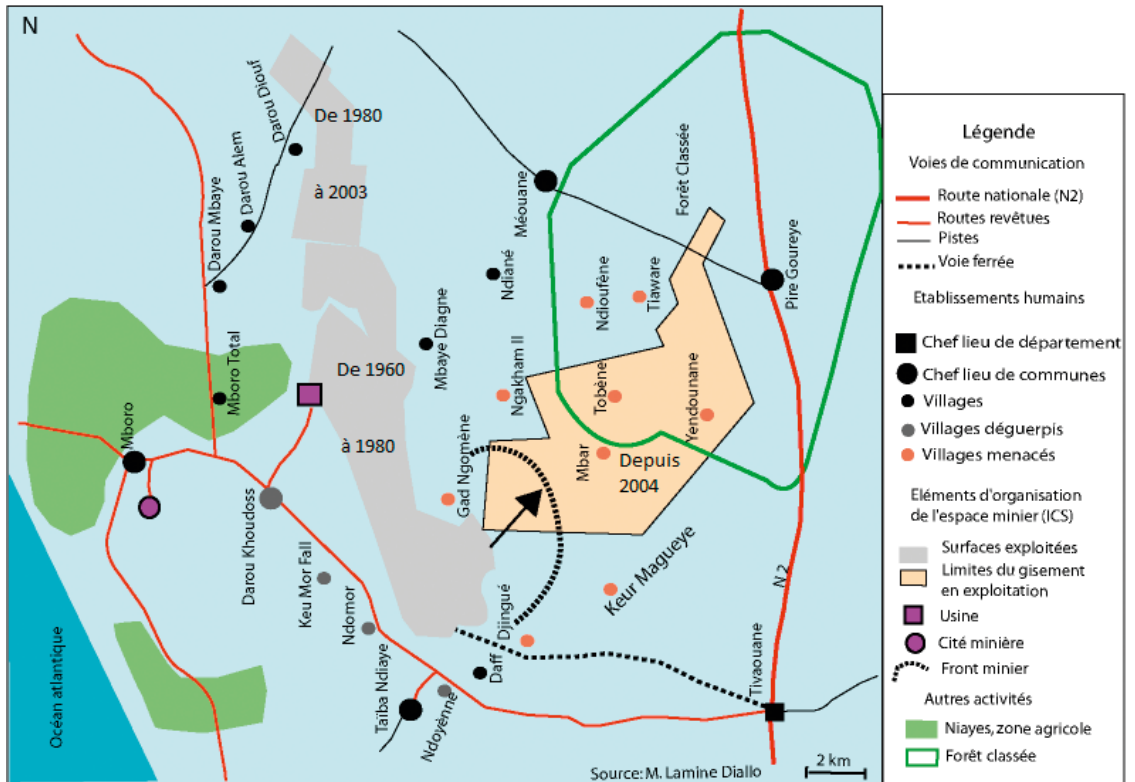 N
De 1980
à 2003
Darou Diouf
Darou Alem
Darou Mbaye
Méouane
Forêt Classée
Ndiané
Ndioufène
Tiaware
Pire Goureye
Mbaye Diagne
De 1960
à 1980
Mboro Total
Ngakham II
Tobène
Yendounane
Mboro
Gad Ngomène
Mbar
Depuis
2004
Darou Khoudoss
Keu Mor Fall
Ndomor
Keur Magueye
N 2
Djingué
Daff
Taïba Ndiaye
Ndoyènne
Tivaouane
Océan atlantique
Source: M. Lamine Diallo
2 km
Légende
Voies de communication
Route nationale (N2)
Routes revêtues
Pistes
Voie ferrée
Etablissements humains
Chef lieu de département
Chef lieu de communes
Villages
Villages déguerpis
Villages menacés
Eléments d'organisation
de l'espace minier (ICS)
Surfaces exploitées
Limites du gisement
en exploitation
Usine
Cité minière
Front minier
Autres activités
Niayes, zone agricole
Forêt classée